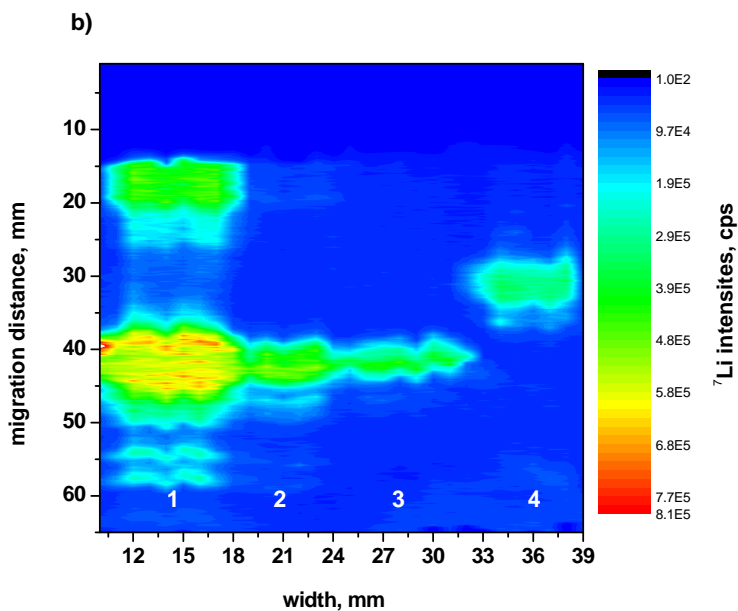 b)
10
20
30
40
50
60
migration distance, mm
1 2 3 4
12 15 18 21 24 27 30 33 36 39
width, mm
1.0E2
9.7E4
1.9E5
2.9E5
3.9E5
4.8E5
5.8E5
6.8E5
7.7E5
8.1E5
⁷Li intensites, cps